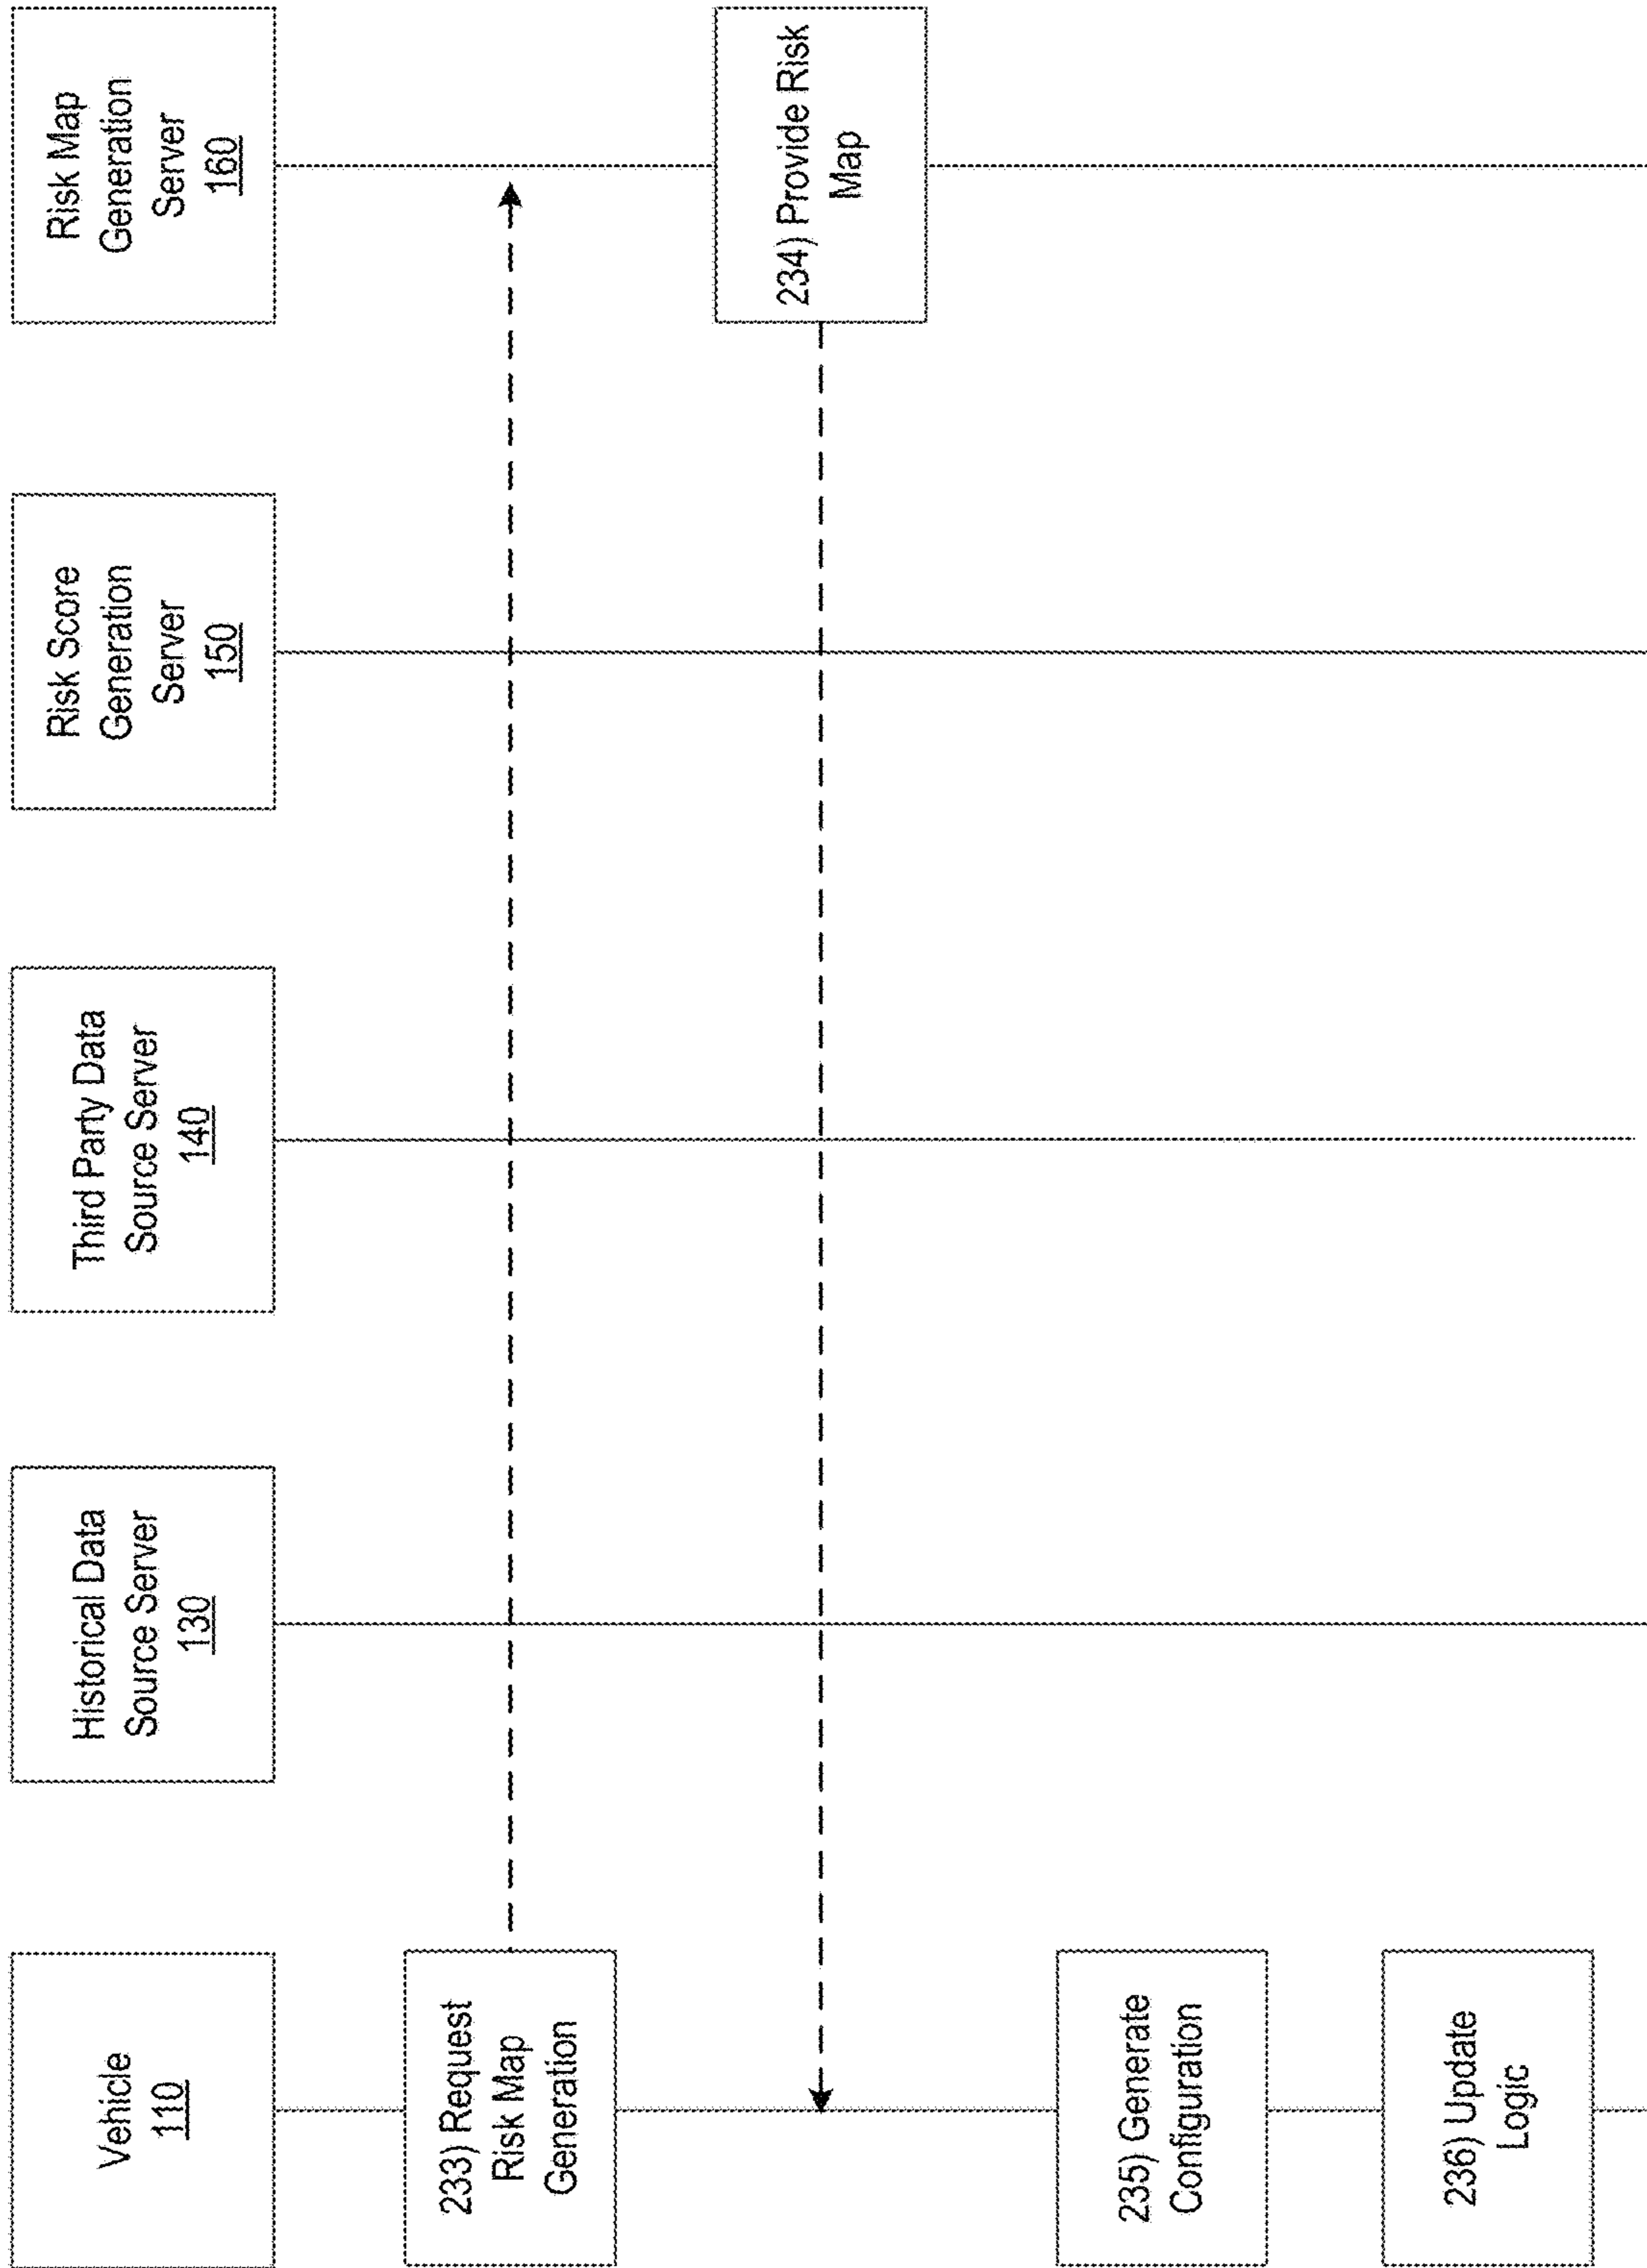 Vehicle
110
Historical Data
Source Server
130
Third Party Data
Source Server
140
Risk Score
Generation
Server
150
Risk Map
Generation
Server
160
233) Request
Risk Map
Generation
234) Provide Risk
Map
235) Generate
Configuration
236) Update
Logic